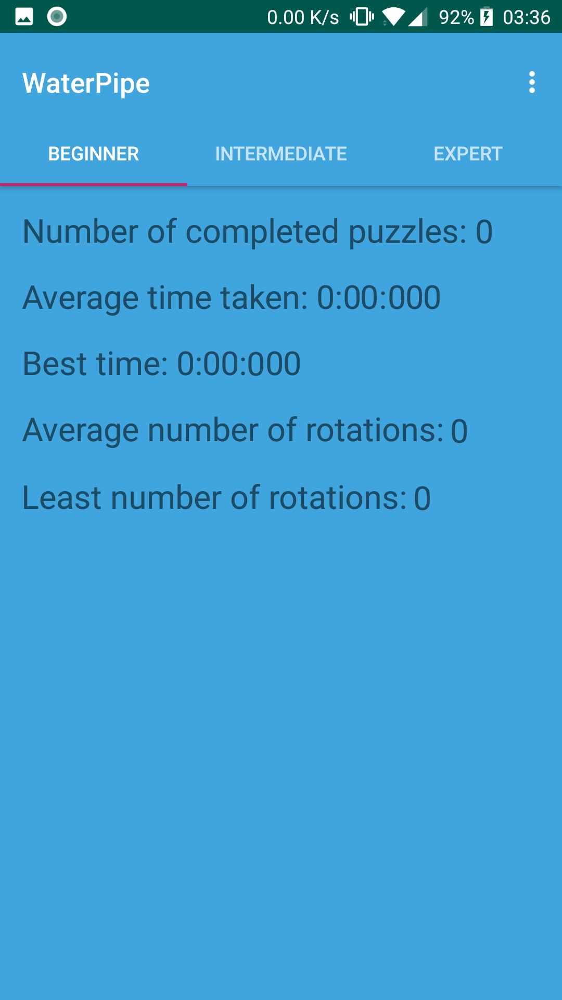 0.00 K/s 92% 03:36
WaterPipe
BEGINNER INTERMEDIATE EXPERT
Number of completed puzzles: 0
Average time taken: 0:00:000
Best time: 0:00:000
Average number of rotations: 0
Least number of rotations: 0